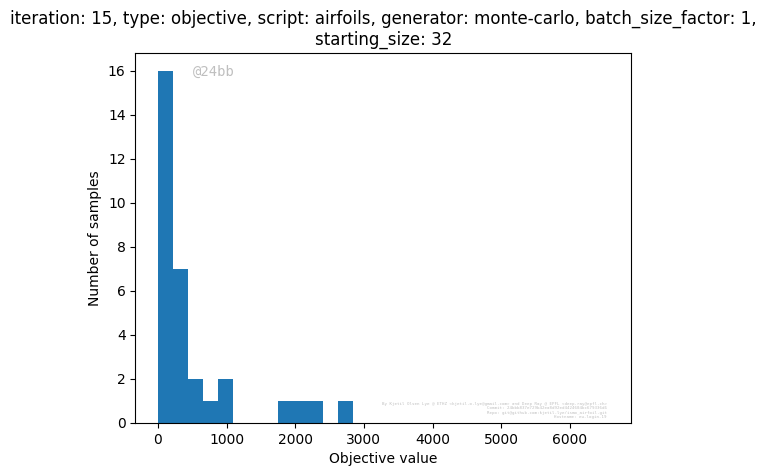 iteration: 15, type: objective, script: airfoils, generator: monte-carlo, batch_size_factor: 1,
starting_size: 32
@24bb
16
14
12
10
8
6
4
2
0
Number of samples
0 1000 2000 3000 4000 5000 6000
Objective value